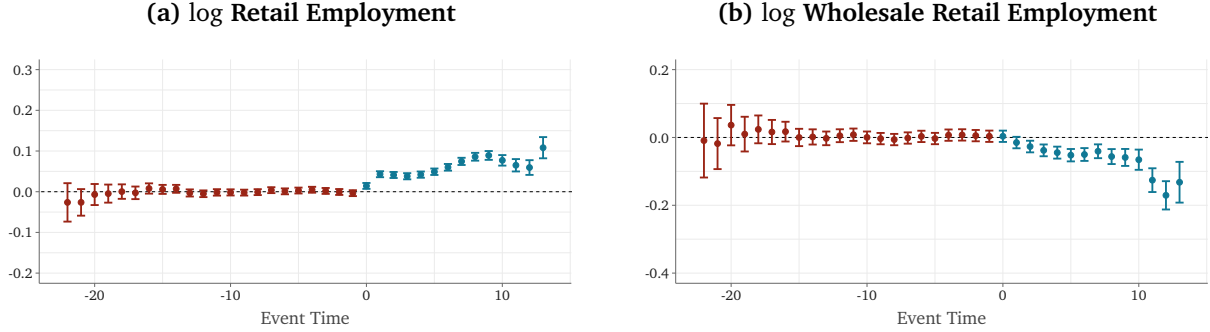 (a) log Retail Employment
0.3
0.2
0.1
0.0
-0.1
-0.2
-20 -10 0 10
Event Time
(b) log Wholesale Retail Employment
0.2
0.0
-0.2
-0.4
-20 -10 0 10
Event Time